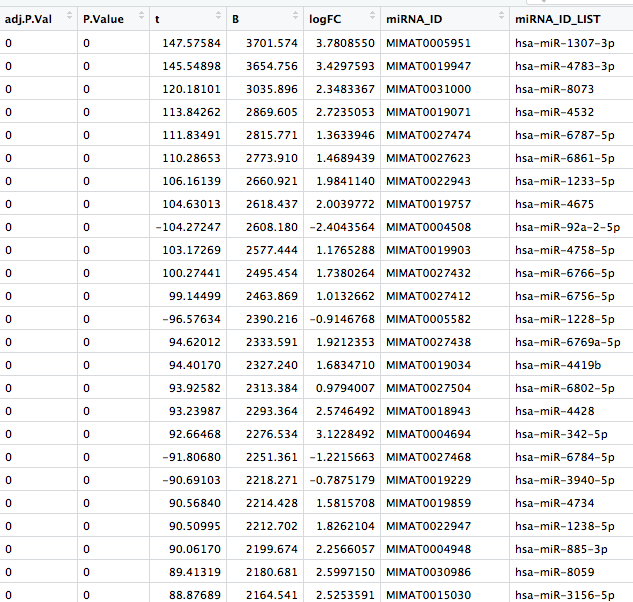 adj.P.Val P.Value t B logFC miRNA_ID miRNA_ID_LIST
0 0 147.57584 3701.574 3.7808550 MIMAT0005951 hsa-miR-1307-3p
0 0 145.54898 3654.756 3.4297593 MIMAT0019947 hsa-miR-4783-3p
0 0 120.18101 3035.896 2.3483367 MIMAT0031000 hsa-miR-8073
0 0 113.84262 2869.605 2.7235053 MIMAT0019071 hsa-miR-4532
0 0 111.83491 2815.771 1.3633946 MIMAT0027474 hsa-miR-6787-5p
0 0 110.28653 2773.910 1.4689439 MIMAT0027623 hsa-miR-6861-5p
0 0 106.16139 2660.921 1.9841140 MIMAT0022943 hsa-miR-1233-5p
0 0 104.63013 2618.437 2.0039772 MIMAT0019757 hsa-miR-4675
0 0 -104.27247 2608.180 -2.4043564 MIMAT0004508 hsa-miR-92a-2-5p
0 0 103.17269 2577.444 1.1765288 MIMAT0019903 hsa-miR-4758-5p
0 0 100.27441 2495.454 1.7380264 MIMAT0027432 hsa-miR-6766-5p
0 0 99.14499 2463.869 1.0132662 MIMAT0027412 hsa-miR-6756-5p
0 0 -96.57634 2390.216 -0.9146768 MIMAT0005582 hsa-miR-1228-5p
0 0 94.62012 2333.591 1.9212353 MIMAT0027438 hsa-miR-6769a-5p
0 0 94.40170 2327.240 1.6834710 MIMAT0019034 hsa-miR-4419b
0 0 93.92582 2313.384 0.9794007 MIMAT0027504 hsa-miR-6802-5p
0 0 93.23987 2293.364 2.5746492 MIMAT0018943 hsa-miR-4428
0 0 92.66468 2276.534 3.1228492 MIMAT0004694 hsa-miR-342-5p
0 0 -91.80680 2251.361 -1.2215663 MIMAT0027468 hsa-miR-6784-5p
0 0 -90.69103 2218.271 -0.7875179 MIMAT0019229 hsa-miR-3940-5p
0 0 90.56840 2214.428 1.5815708 MIMAT0019859 hsa-miR-4734
0 0 90.50995 2212.702 1.8262104 MIMAT0022947 hsa-miR-1238-5p
0 0 90.06170 2199.674 2.2566057 MIMAT0004948 hsa-miR-885-3p
0 0 89.41319 2180.681 2.5997150 MIMAT0030986 hsa-miR-8059
0 0 88.87689 2164.541 2.5253591 MIMAT0015030 hsa-miR-3156-5p